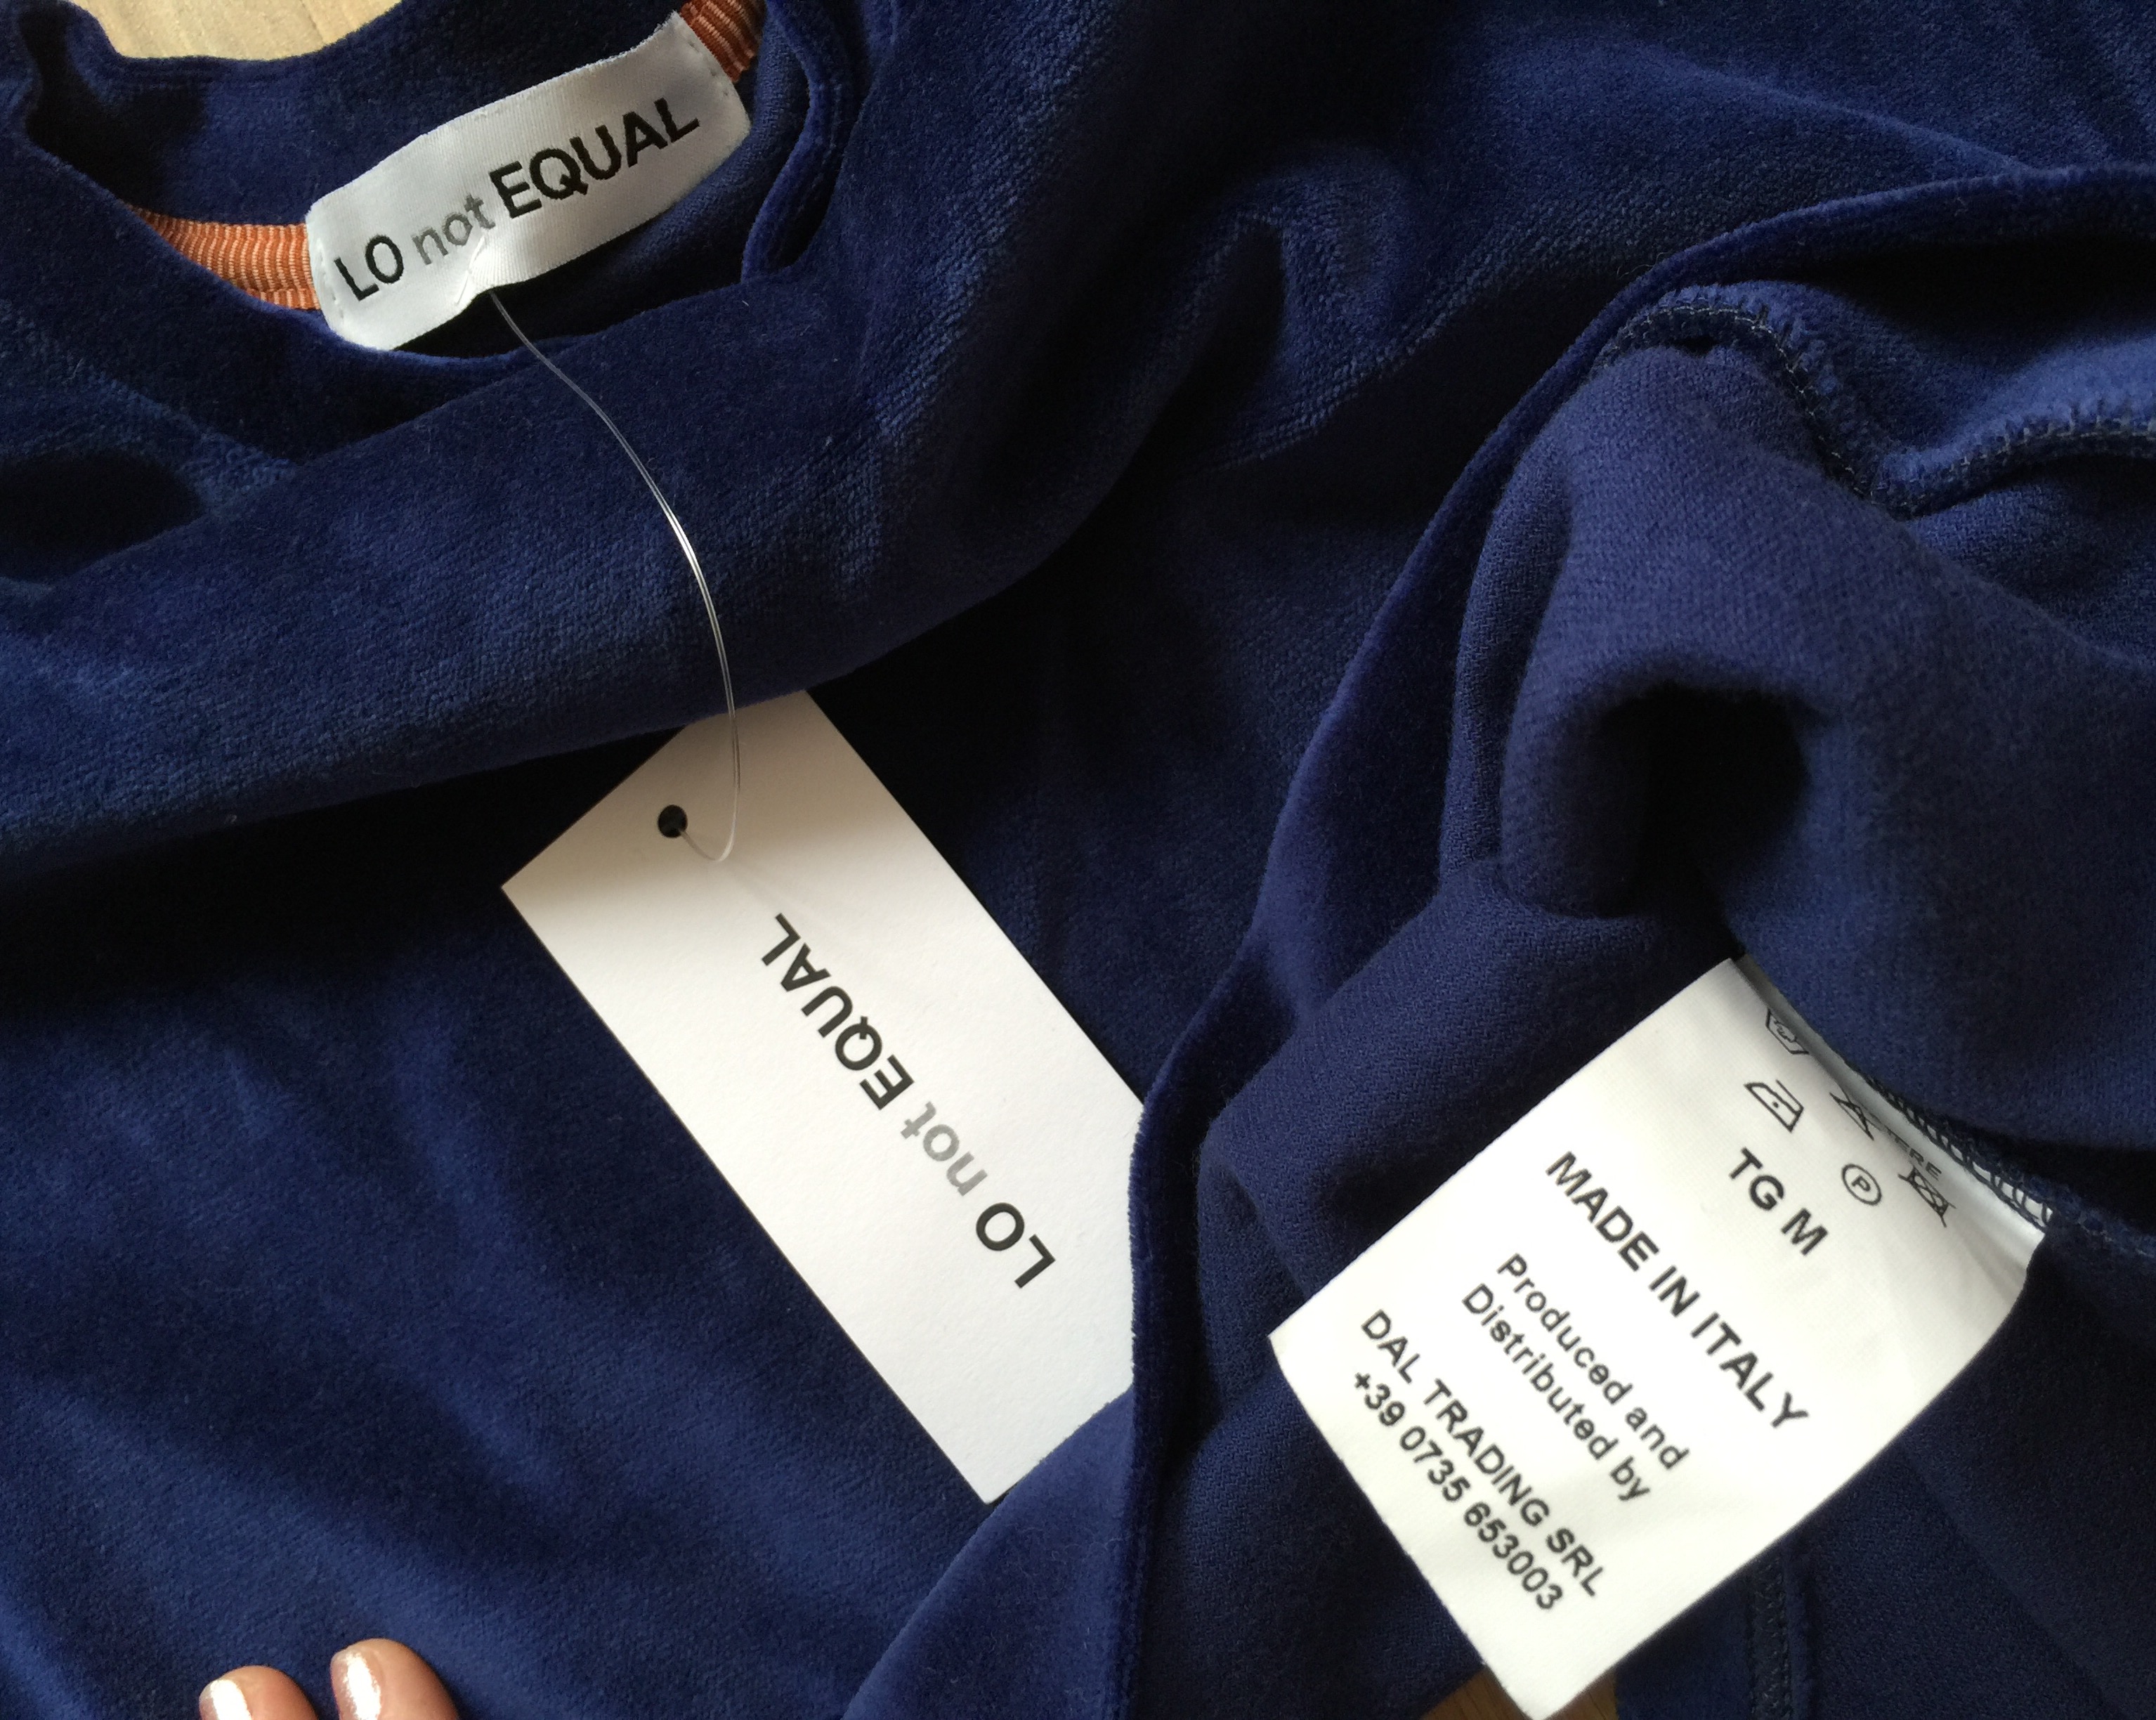 LO not EQUAL
LO not EQUAL
TG M
MADE IN ITALY
Produced and
Distributed by
DAL TRADING SRL
+39 0735 653003
P